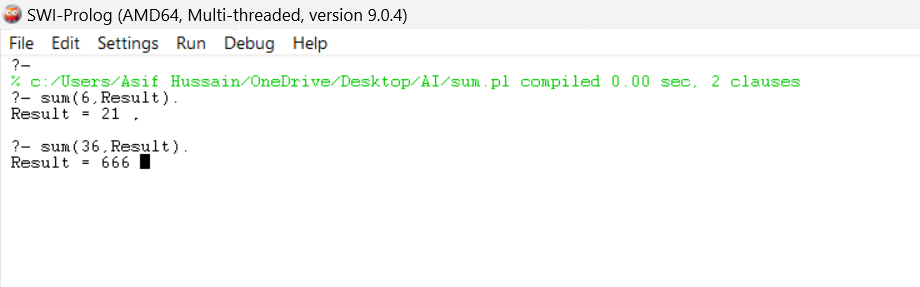 SWI-Prolog (AMD64, Multi-threaded, version 9.0.4)
File Edit Settings Run Debug Help
?-
% c:/Users/Asif Hussain/OneDrive/Desktop/AI/sum.pl compiled 0.00 sec, 2 clauses
?- sum(6,Result).
Result = 21 ,
?- sum(36,Result).
Result = 666